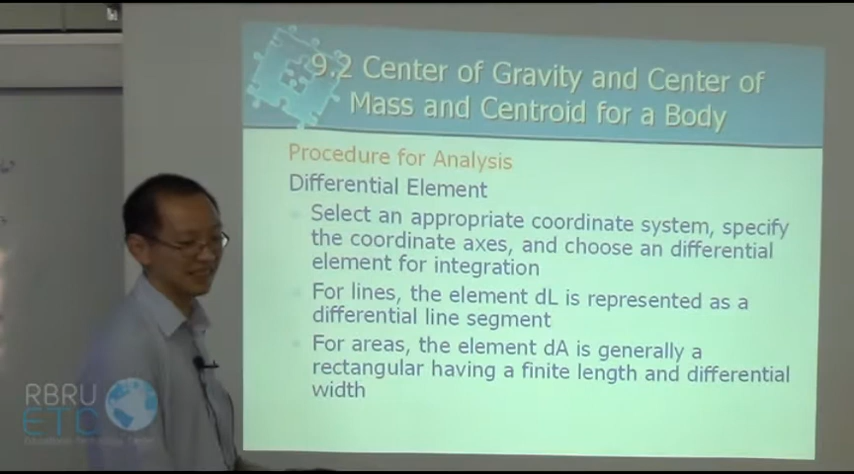 9.2 Center of Gravity and Center of
Mass and Centroid for a Body
Procedure for Analysis
Differential Element
Select an appropriate coordinate system, specify
the coordinate axes, and choose an differential
element for integration
For lines, the element dL is represented as a
differential line segment
For areas, the element dA is generally a
rectangular having a finite length and differential
width
RBRU
ETC
Educational Technology Center